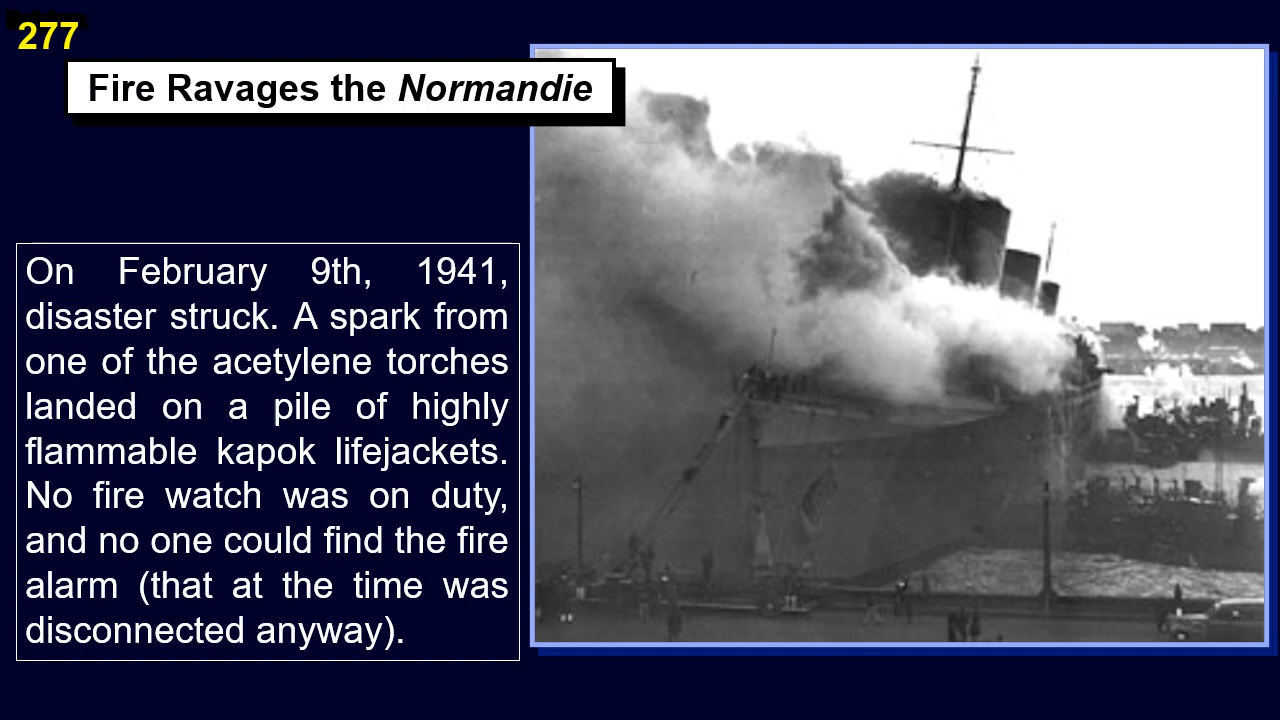 277
Fire Ravages the Normandie
On February 9th, 1941,
disaster struck. A spark from
one of the acetylene torches
landed on a pile of highly
flammable kapok lifejackets.
No fire watch was on duty,
and no one could find the fire
alarm (that at the time was
disconnected anyway).